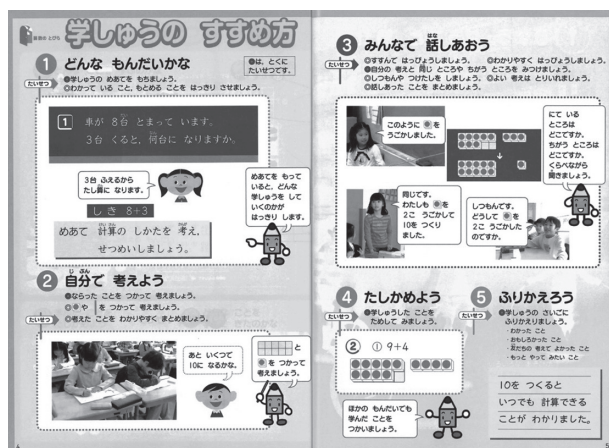 算数の とびら
学しゅうの すすめ方
1 どんな もんだいかな
●は、とくに
たいせつです。
たいせつ
●学しゅうの めあてを もちましょう。
◎わかって いる こと、もとめる ことを はっきり させましょう。
1 車が 8台 とまって います。
3台 くると、何台に なりますか。
3台 ふえるから
たし算に なります。
しき 8+3
めあて 計算の しかたを 考え、
せつめいしましょう。
めあてを もって
いると、どんな
学しゅうを して
いくのかが
はっきり します。
2 自分で 考えよう
じ ぶん
たいせつ
●ならった ことを つかって 考えましょう。
◎や を つかって 考えましょう。
◎考えた ことを わかりやすく まとめましょう。
あと いくつで
10に なるかな。
と
を つかって
考えましょう。
4
3 みんなで 話しあおう
はな
たいせつ
◎すすんで はっぴょうしましょう。 ◎わかりやすく はっぴょうしましょう。
●自分の 考えと 同じ ところや ちがう ところを みつけましょう。
◎しつもんや つけたしを しましょう。 ◎よい 考えは とりいれましょう。
◎話しあった ことを まとめましょう。
このように を
うごかしました。
にて いる
ところは
どこですか。
ちがう ところは
どこですか。
くらべながら
聞きましょう。
同じです。
わたしも を
2こ うごかして
10を つくり
ました。
しつもんです。
どうして を
2こ うごかした
のですか。
4 たしかめよう
たいせつ
●学しゅうした ことを
ためして みましょう。
② ① 9+4
ほかの もんだいでも
学んだ ことを
つかいましょう。
5 ふりかえろう
たいせつ
●学しゅうの さいごに
ふりかえりましょう。
・わかった こと
・おもしろかった こと
・友だちの 考えで よかった こと
・もっと やって みたい こと
10を つくると
いつでも 計算できる
ことが わかりました。
5